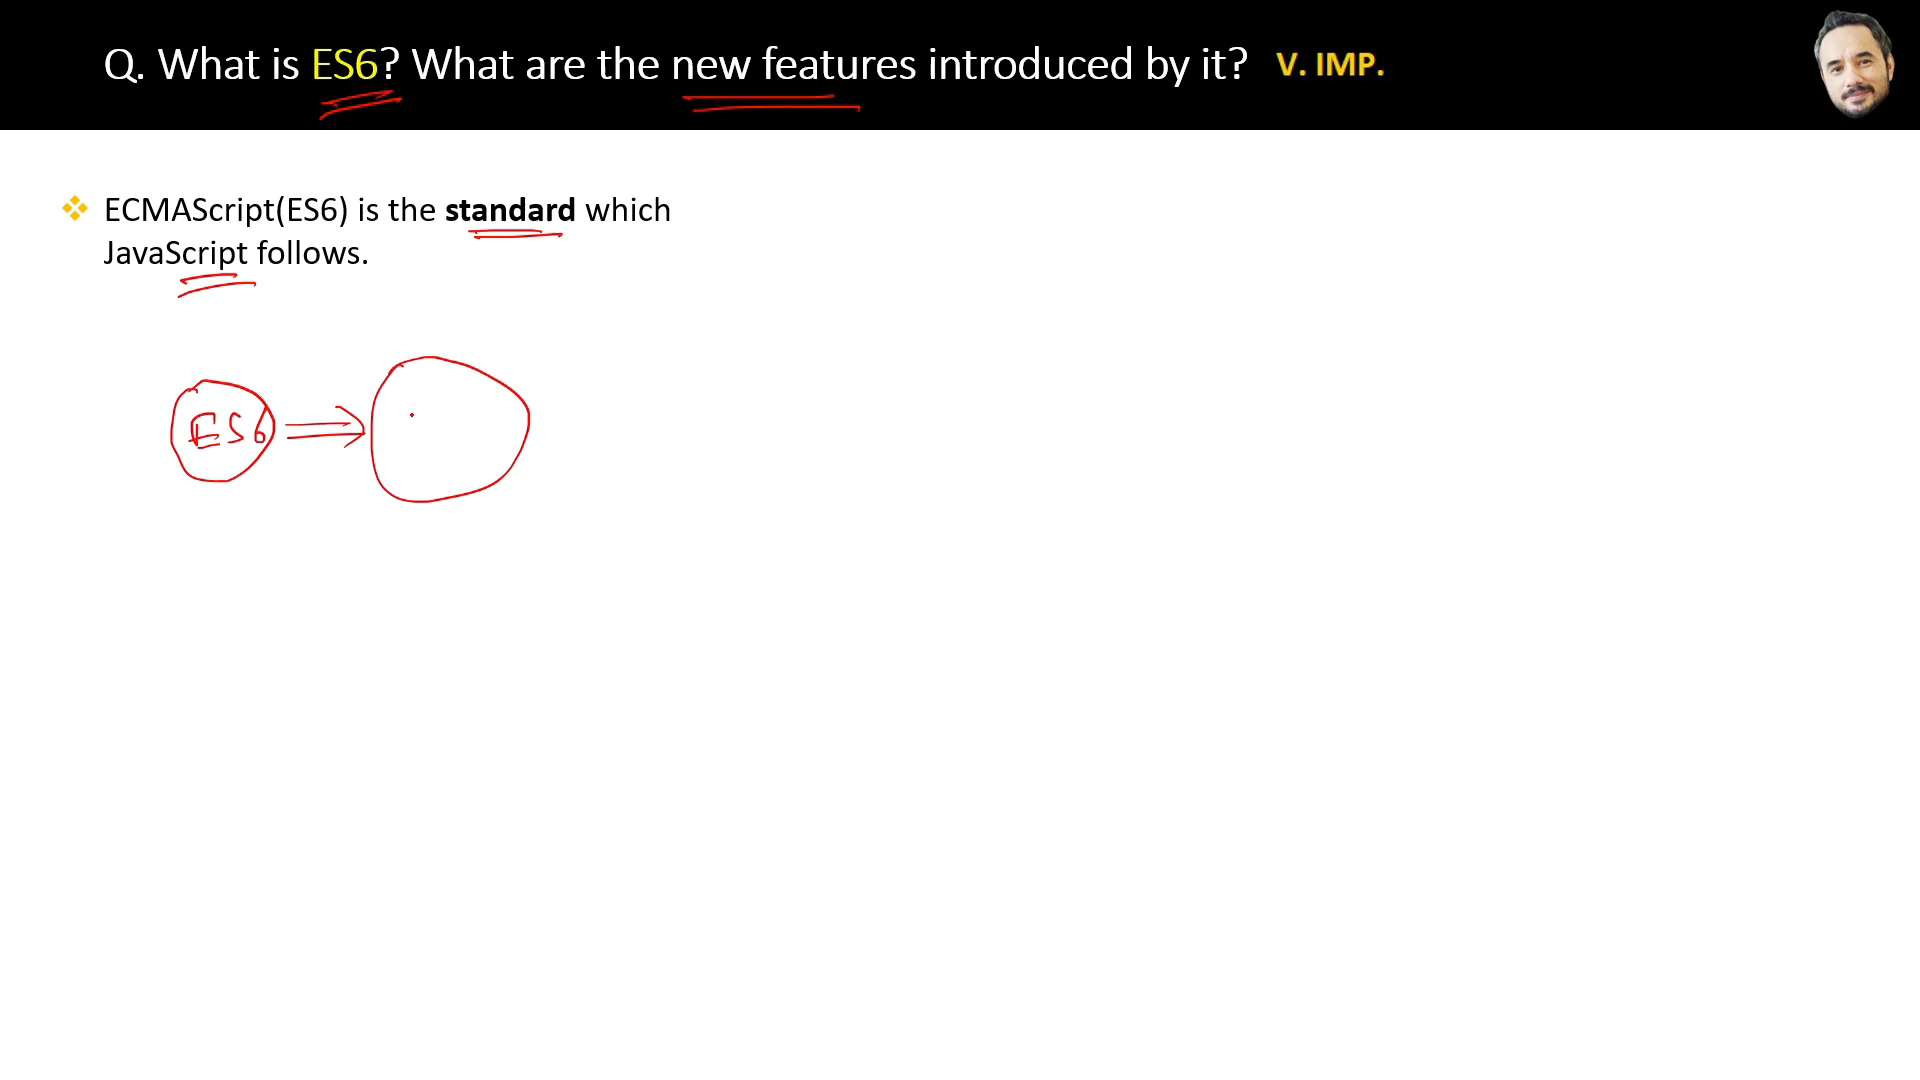 Q. What is ES6? What are the new features introduced by it? V. IMP.
ECMAScript(ES6) is the standard which
JavaScript follows.
ES6